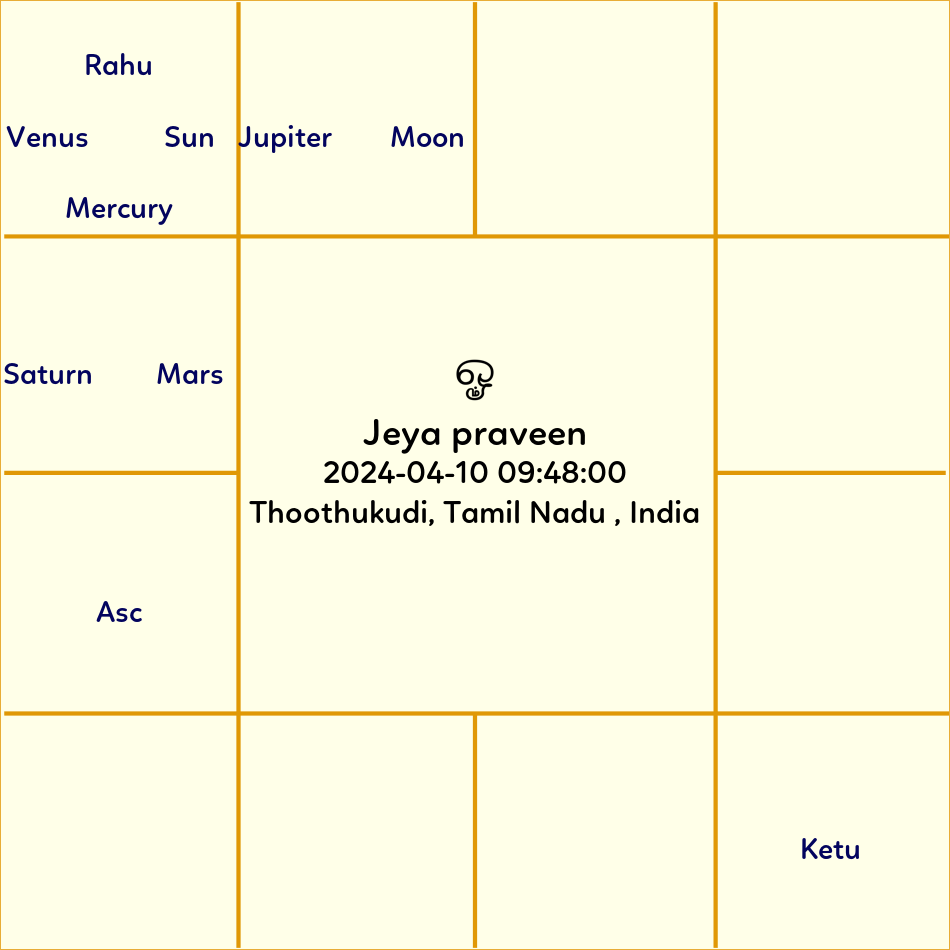 Rahu
Venus Sun Jupiter Moon
Mercury
Saturn Mars
ஓம்
Jeya praveen
2024-04-10 09:48:00
Thoothukudi, Tamil Nadu , India
Asc
Ketu